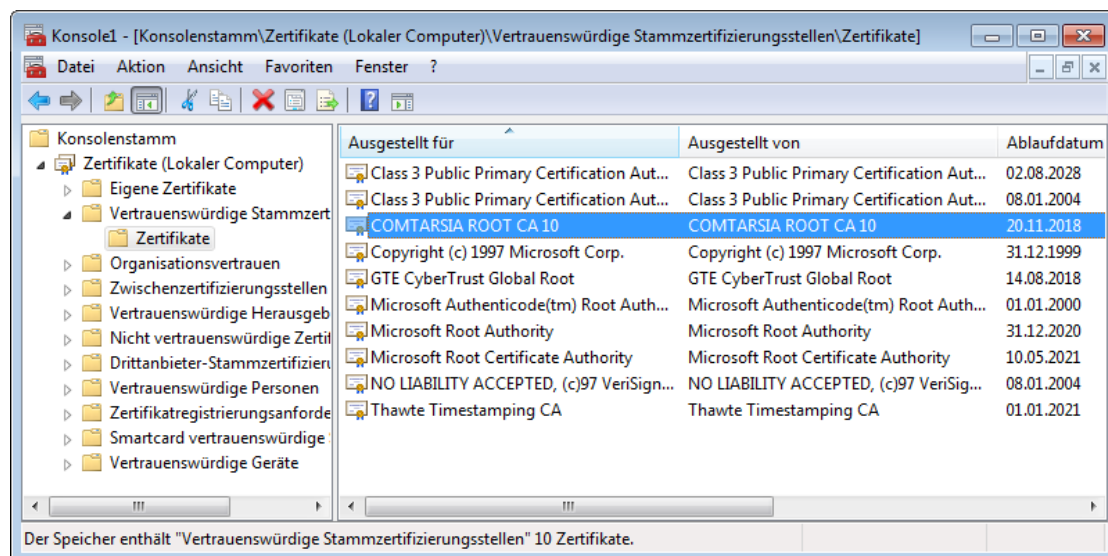 Konsole1 - [Konsolenstamm\Zertifikate (Lokaler Computer)\Vertrauenswürdige Stammzertifizierungsstellen\Zertifikate]
Datei Aktion Ansicht Favoriten Fenster ?
Konsolenstamm
Zertifikate (Lokaler Computer)
Eigene Zertifikate
Vertrauenswürdige Stammzert
Zertifikate
Organisationsvertrauen
Zwischenzertifizierungsstellen
Vertrauenswürdige Herausgeb
Nicht vertrauenswürdige Zertif
Drittanbieter-Stammzertifizieru
Vertrauenswürdige Personen
Zertifikatregistrierungsanforde
Smartcard vertrauenswürdige
Vertrauenswürdige Geräte
Ausgestellt für Ausgestellt von Ablaufdatum
Class 3 Public Primary Certification Aut... Class 3 Public Primary Certification Aut... 02.08.2028
Class 3 Public Primary Certification Aut... Class 3 Public Primary Certification Aut... 08.01.2004
COMTARSIA ROOT CA 10 COMTARSIA ROOT CA 10 20.11.2018
Copyright (c) 1997 Microsoft Corp. Copyright (c) 1997 Microsoft Corp. 31.12.1999
GTE CyberTrust Global Root GTE CyberTrust Global Root 14.08.2018
Microsoft Authenticode(tm) Root Auth... Microsoft Authenticode(tm) Root Auth... 01.01.2000
Microsoft Root Authority Microsoft Root Authority 31.12.2020
Microsoft Root Certificate Authority Microsoft Root Certificate Authority 10.05.2021
NO LIABILITY ACCEPTED, (c)97 VeriSign... NO LIABILITY ACCEPTED, (c)97 VeriSig... 08.01.2004
Thawte Timestamping CA Thawte Timestamping CA 01.01.2021
Der Speicher enthält "Vertrauenswürdige Stammzertifizierungsstellen" 10 Zertifikate.